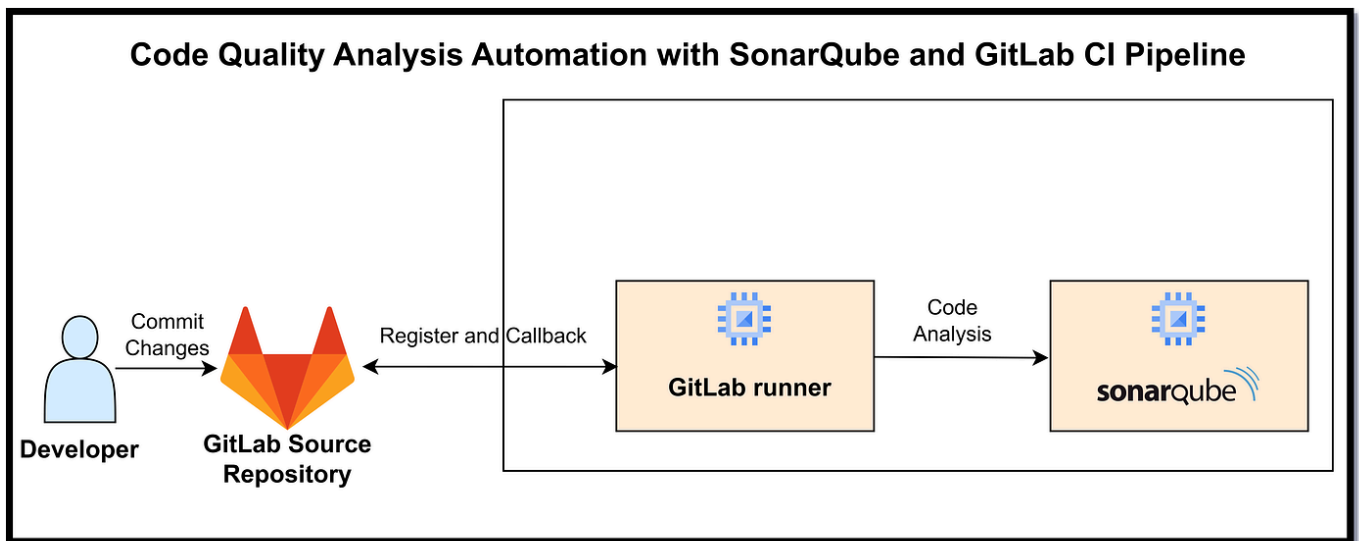 Code Quality Analysis Automation with SonarQube and GitLab CI Pipeline
Commit
Changes
Developer
GitLab Source
Repository
Register and Callback
GitLab runner
Code
Analysis
sonarqube